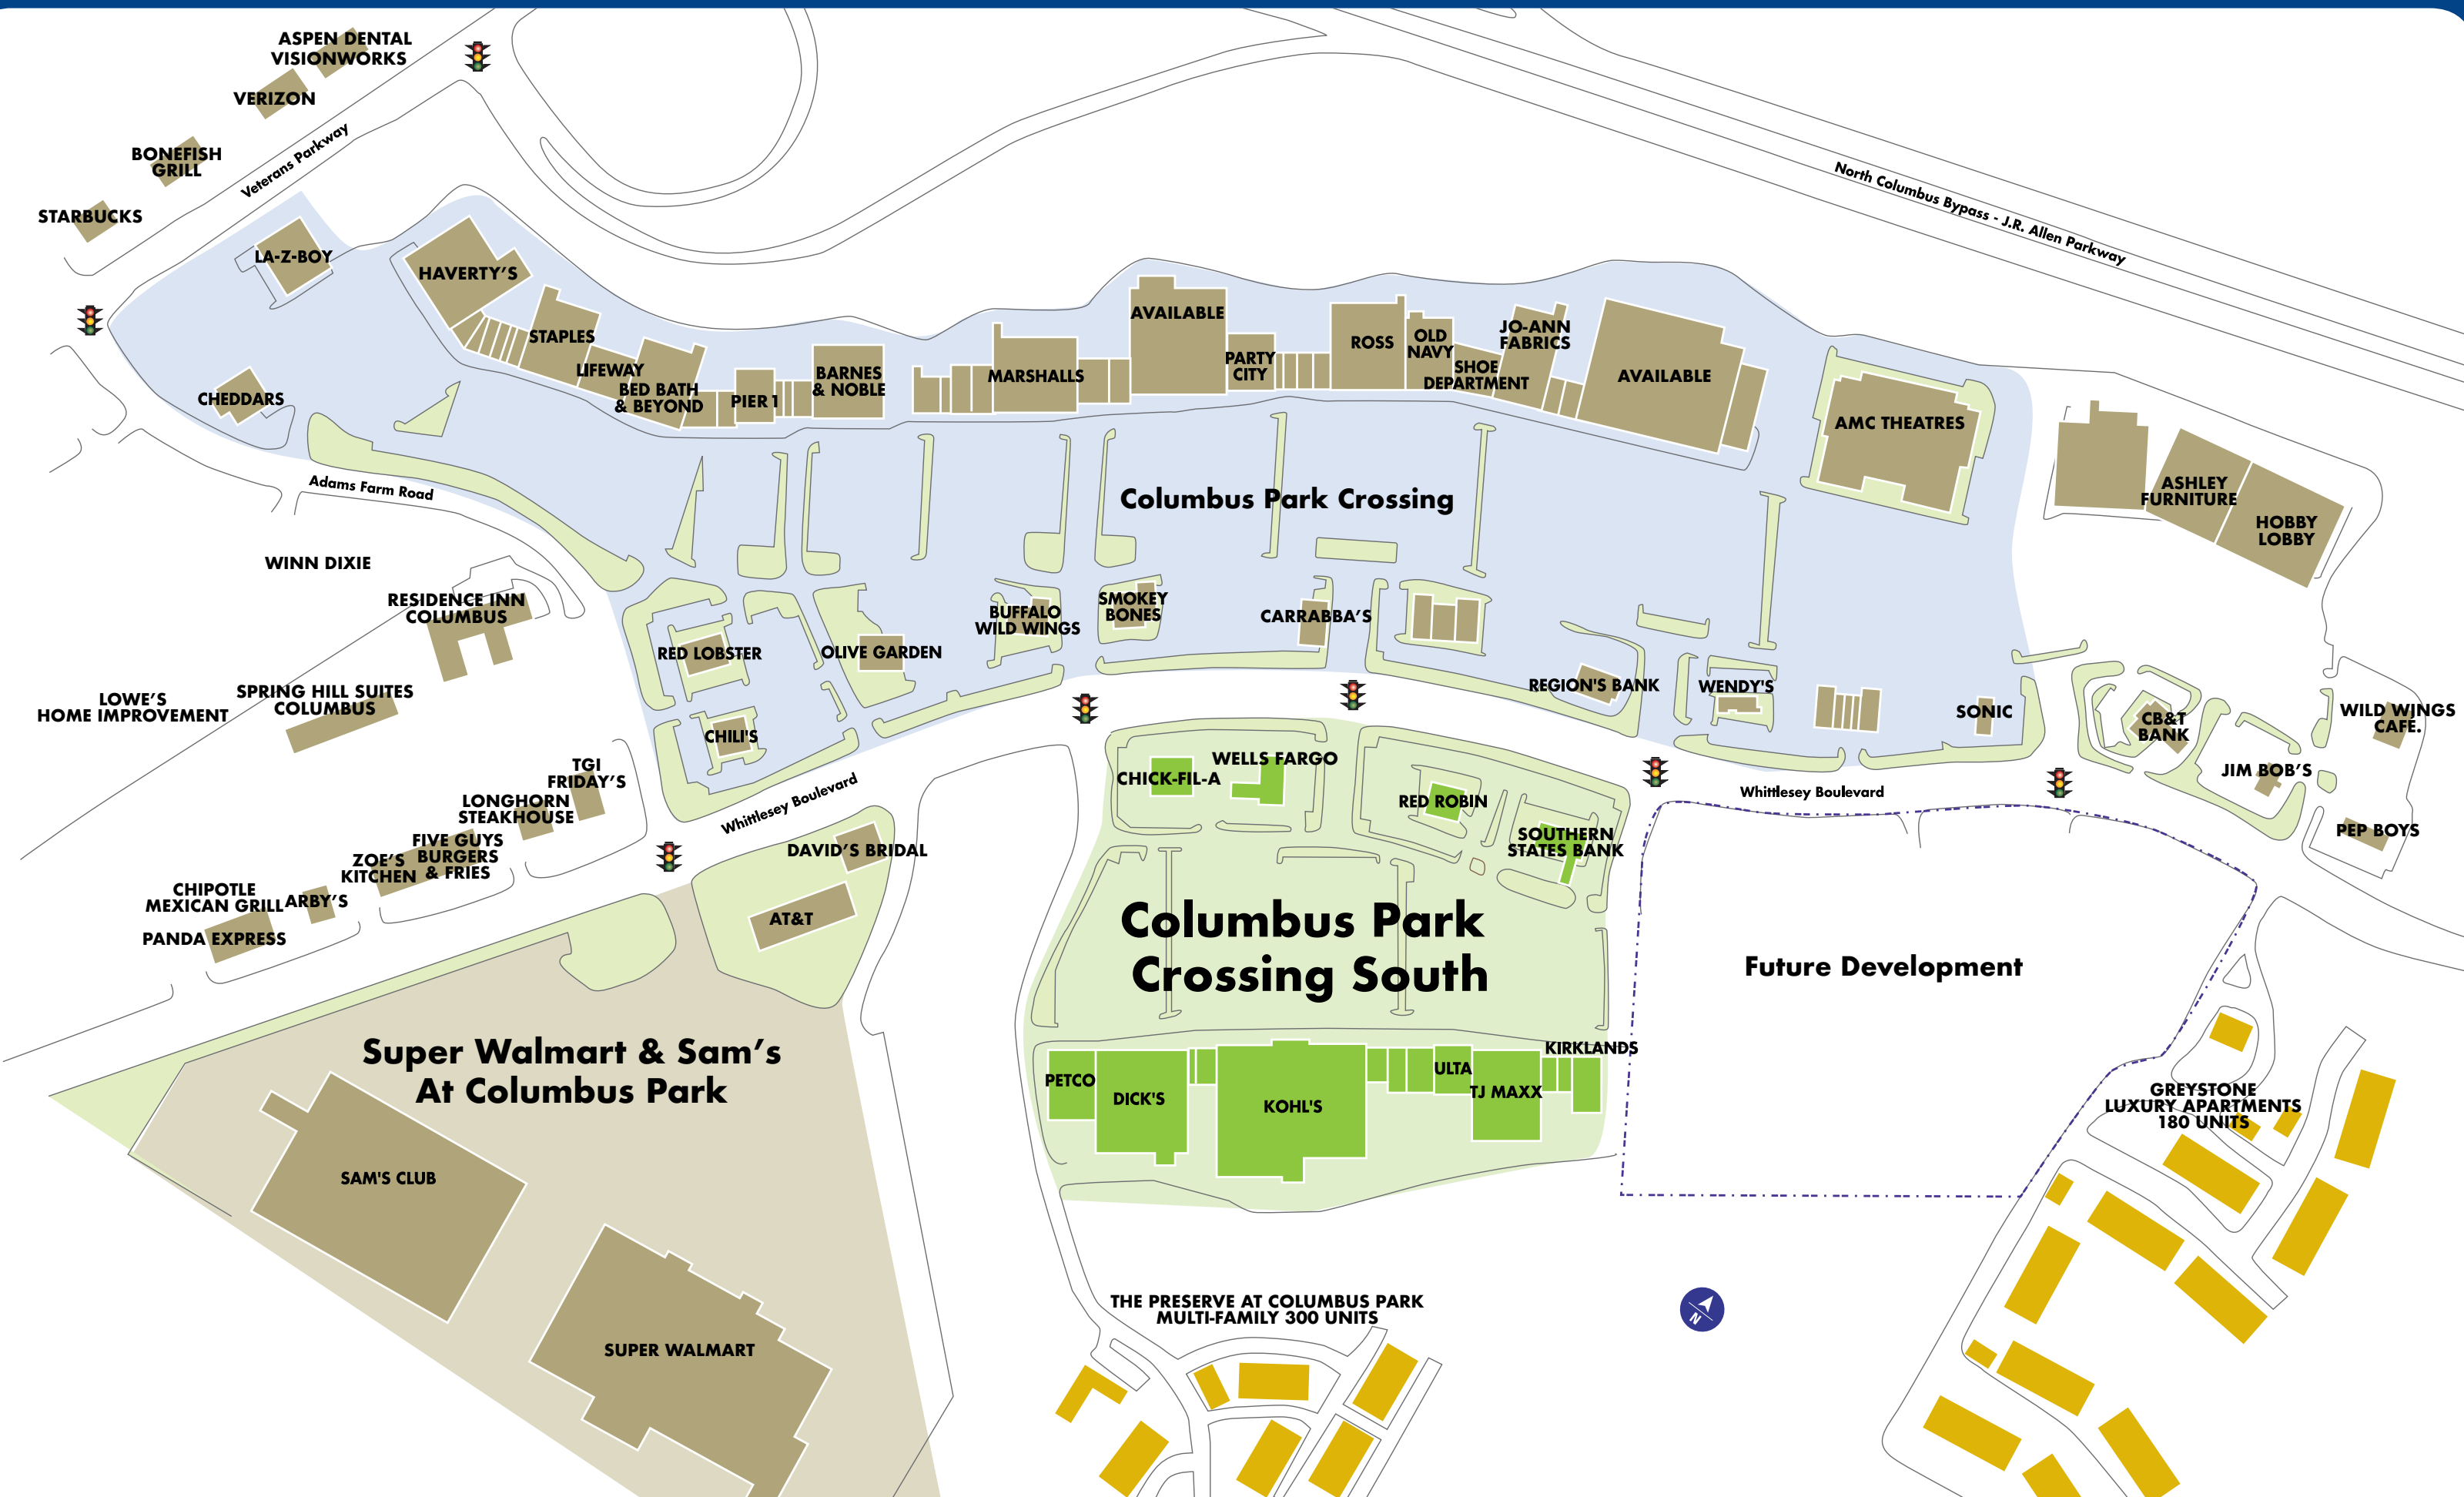 ASPEN DENTAL
VISIONWORKS
VERIZON
BONEFISH
GRILL
Veterans Parkway
STARBUCKS
North Columbus Bypass - J.R. Allen Parkway
LA-Z-BOY
HAVERTY'S
STAPLES
LIFEWAY
BED BATH
& BEYOND
PIER 1
BARNES
& NOBLE
MARSHALLS
AVAILABLE
PARTY
CITY
ROSS
OLD
NAVY
SHOE
DEPARTMENT
JO-ANN
FABRICS
AVAILABLE
AMC THEATRES
ASHLEY
FURNITURE
HOBBY
LOBBY
CHEDDARS
Adams Farm Road
Columbus Park Crossing
WINN DIXIE
RESIDENCE INN
COLUMBUS
LOWE'S
HOME IMPROVEMENT
SPRING HILL SUITES
COLUMBUS
RED LOBSTER
OLIVE GARDEN
BUFFALO
WILD WINGS
SMOKEY
BONES
CARRABBA'S
REGION'S BANK
WENDY'S
SONIC
CB&T
BANK
WILD WINGS
CAFE.
JIM BOB'S
PEP BOYS
CHILI'S
TGI
FRIDAY'S
LONGHORN
STEAKHOUSE
FIVE GUYS
BURGERS
& FRIES
ZOE'S
KITCHEN
CHIPOTLE
MEXICAN GRILL
ARBY'S
PANDA EXPRESS
Whittlesey Boulevard
Whittlesey Boulevard
DAVID'S BRIDAL
AT&T
CHICK-FIL-A
WELLS FARGO
RED ROBIN
SOUTHERN
STATES BANK
Columbus Park
Crossing South
Future Development
Super Walmart & Sam's
At Columbus Park
PETCO
DICK'S
KOHL'S
ULTA
TJ MAXX
KIRKLANDS
GREYSTONE
LUXURY APARTMENTS
180 UNITS
SAM'S CLUB
SUPER WALMART
THE PRESERVE AT COLUMBUS PARK
MULTI-FAMILY 300 UNITS
N